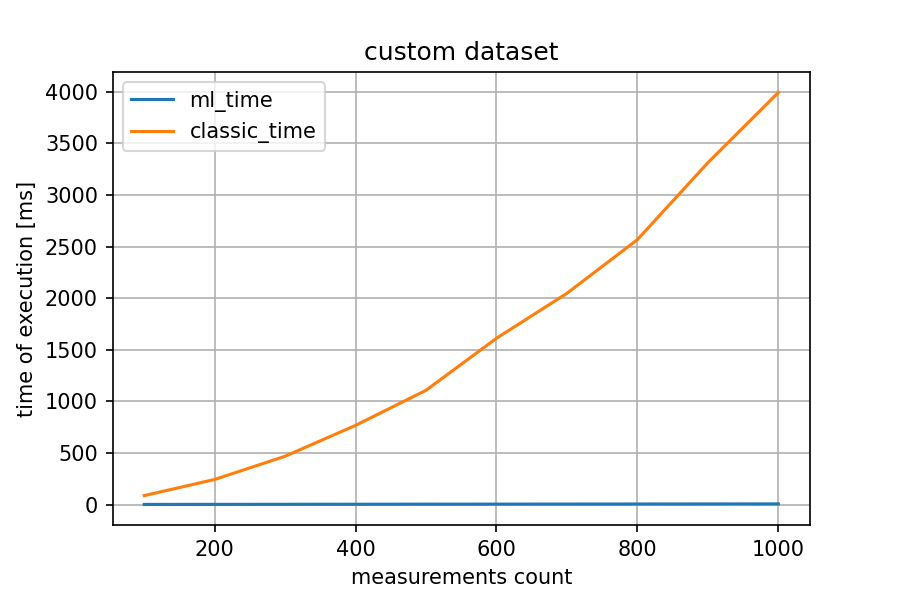 custom dataset
ml_time
classic_time
time of execution [ms]
4000
3500
3000
2500
2000
1500
1000
500
0
200 400 600 800 1000
measurements count